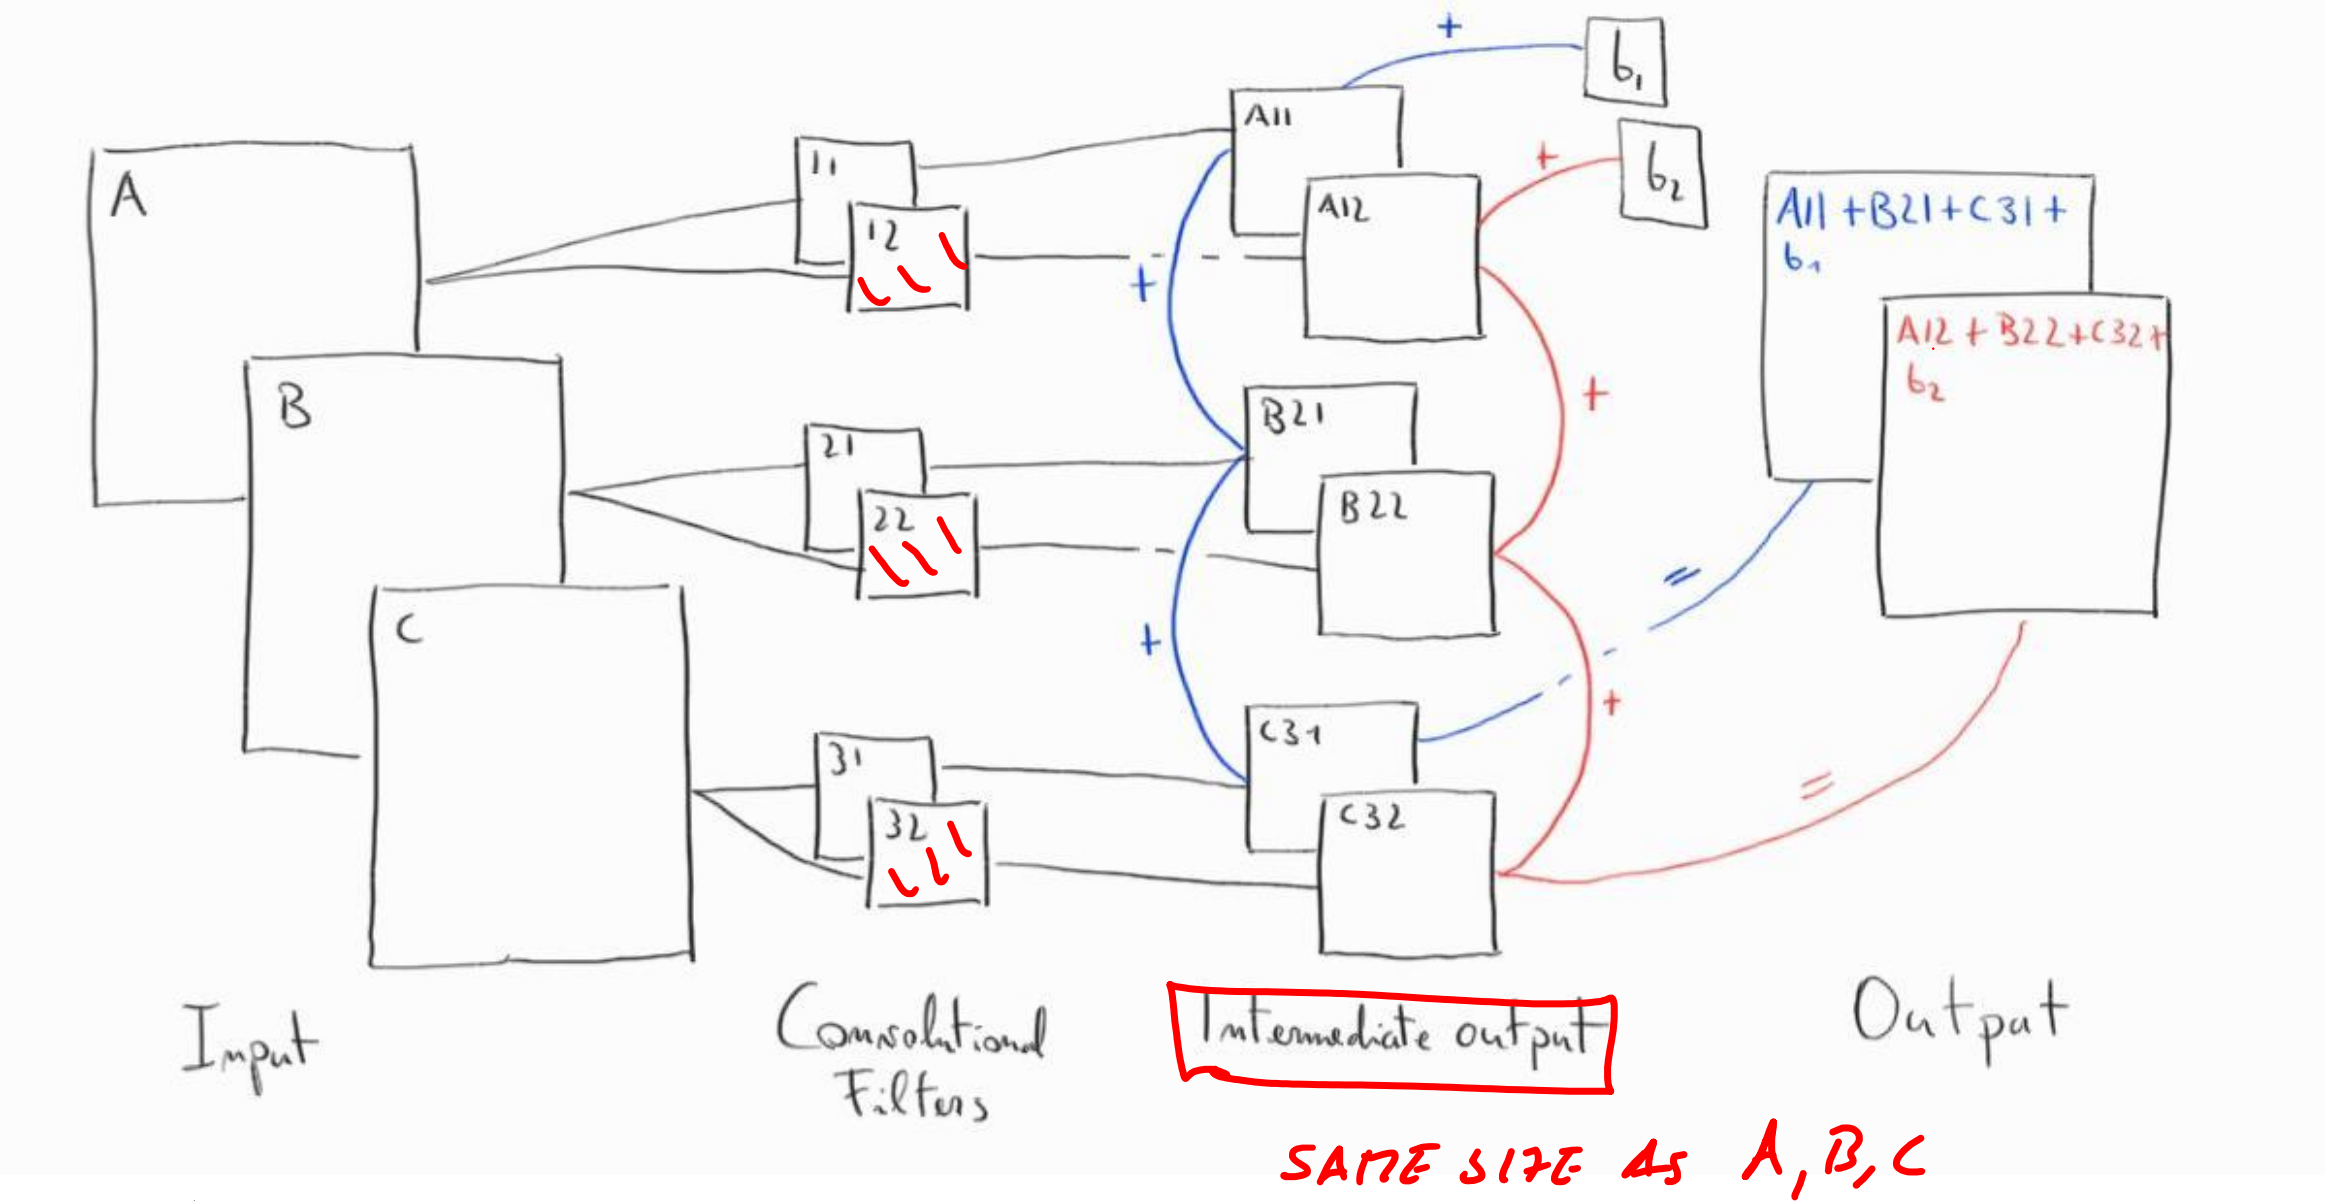 A
B
C
11
12
21
22
31
32
A11
A12
B21
B22
C31
C32
+
b1
+
b2
+
+
+
+
=
=
A11 + B21 + C31 +
b1
A12 + B22 + C32 +
b2
Input
Convolutional
Filters
Intermediate output
Output
SAME SIZE AS A, B, C